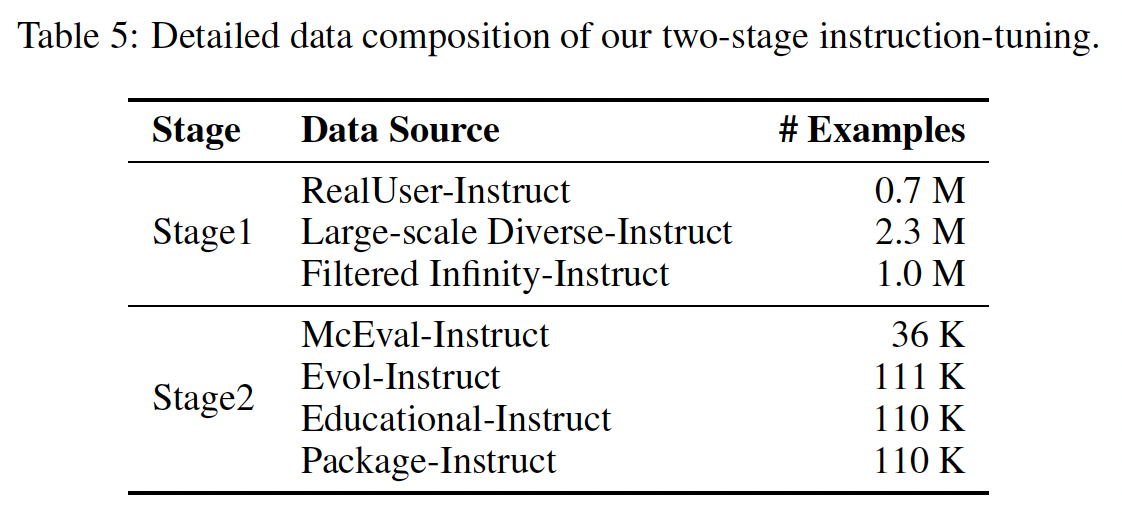 Table 5: Detailed data composition of our two-stage instruction-tuning.
Stage Data Source # Examples
Stage1
RealUser-Instruct 0.7 M
Large-scale Diverse-Instruct 2.3 M
Filtered Infinity-Instruct 1.0 M
Stage2
McEval-Instruct 36 K
Evol-Instruct 111 K
Educational-Instruct 110 K
Package-Instruct 110 K